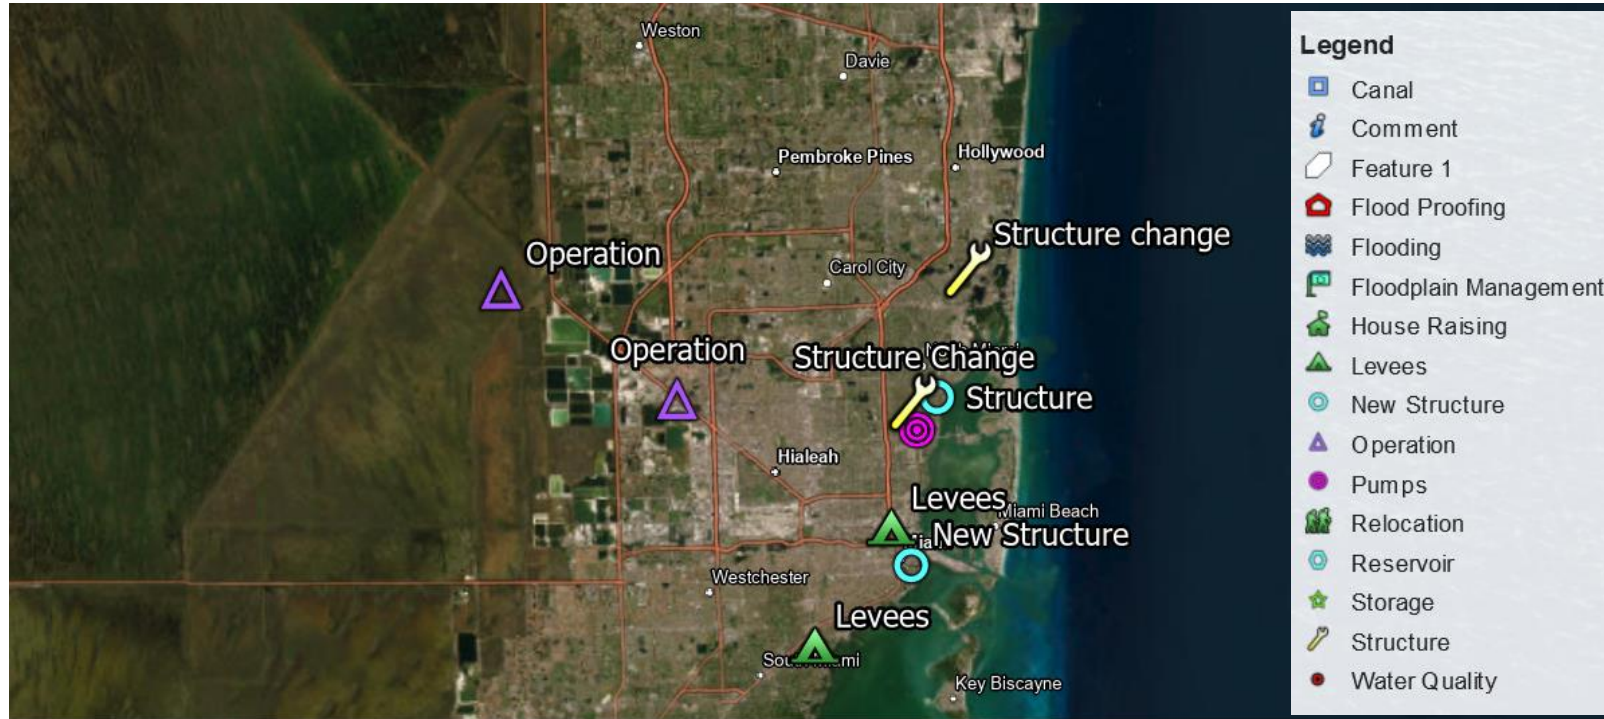 Weston
Davie
Pembroke Pines
Hollywood
Structure change
Operation
Carol City
Operation
Structure Change
Structure
Hialeah
Levees
Miami Beach
New Structure
Westchester
Levees
Key Biscayne
Legend
Canal
Comment
Feature 1
Flood Proofing
Flooding
Floodplain Management
House Raising
Levees
New Structure
Operation
Pumps
Relocation
Reservoir
Storage
Structure
Water Quality